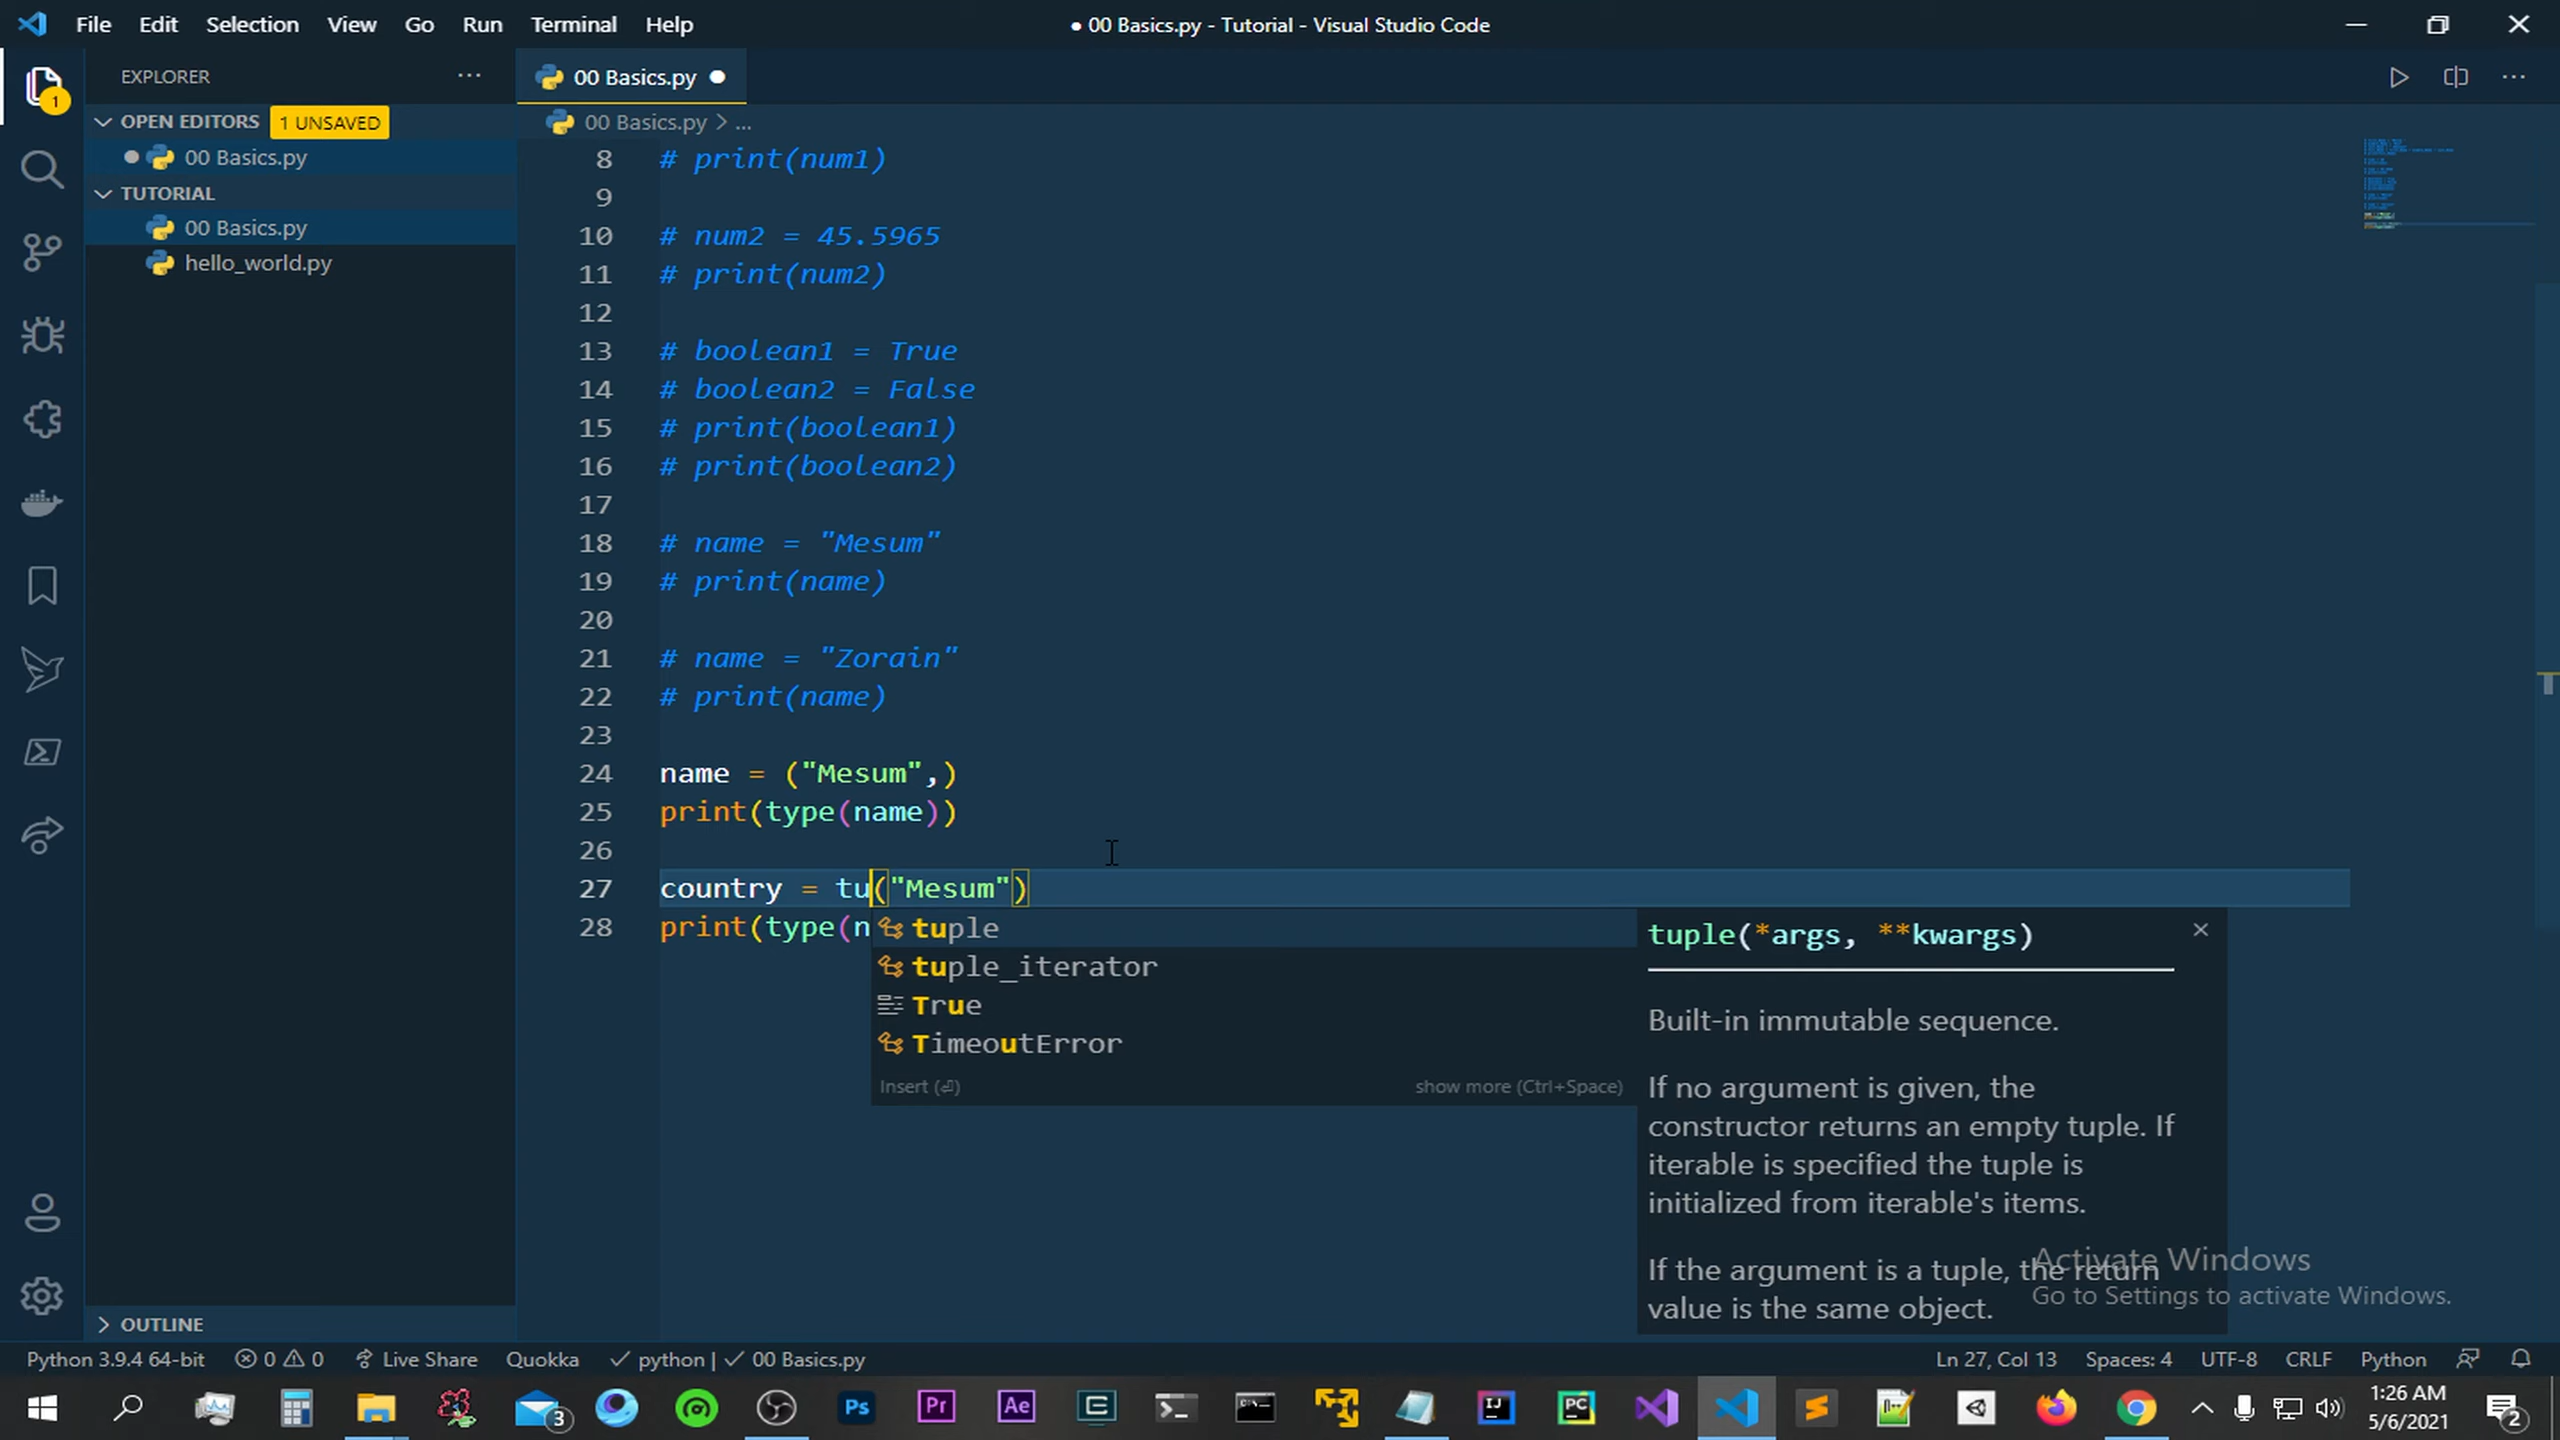 File Edit Selection View Go Run Terminal Help
● 00 Basics.py - Tutorial - Visual Studio Code
EXPLORER
1
OPEN EDITORS 1 UNSAVED
00 Basics.py
TUTORIAL
00 Basics.py
hello_world.py
OUTLINE
00 Basics.py
00 Basics.py > ...
8 # print(num1)
9
10 # num2 = 45.5965
11 # print(num2)
12
13 # boolean1 = True
14 # boolean2 = False
15 # print(boolean1)
16 # print(boolean2)
17
18 # name = "Mesum"
19 # print(name)
20
21 # name = "Zorain"
22 # print(name)
23
24 name = ("Mesum",)
25 print(type(name))
26
27 country = tu("Mesum")
28 print(type(n
tuple
tuple_iterator
True
TimeoutError
Insert (⏎) show more (Ctrl+Space)
tuple(*args, **kwargs)
Built-in immutable sequence.
If no argument is given, the
constructor returns an empty tuple. If
iterable is specified the tuple is
initialized from iterable's items.
If the argument is a tuple, the return
value is the same object.
Activate Windows
Go to Settings to activate Windows.
Python 3.9.4 64-bit 0 0 Live Share Quokka ✓ python | ✓ 00 Basics.py Ln 27, Col 13 Spaces: 4 UTF-8 CRLF Python
3 Ps Pr Ae IJ PC
1:26 AM
5/6/2021
2